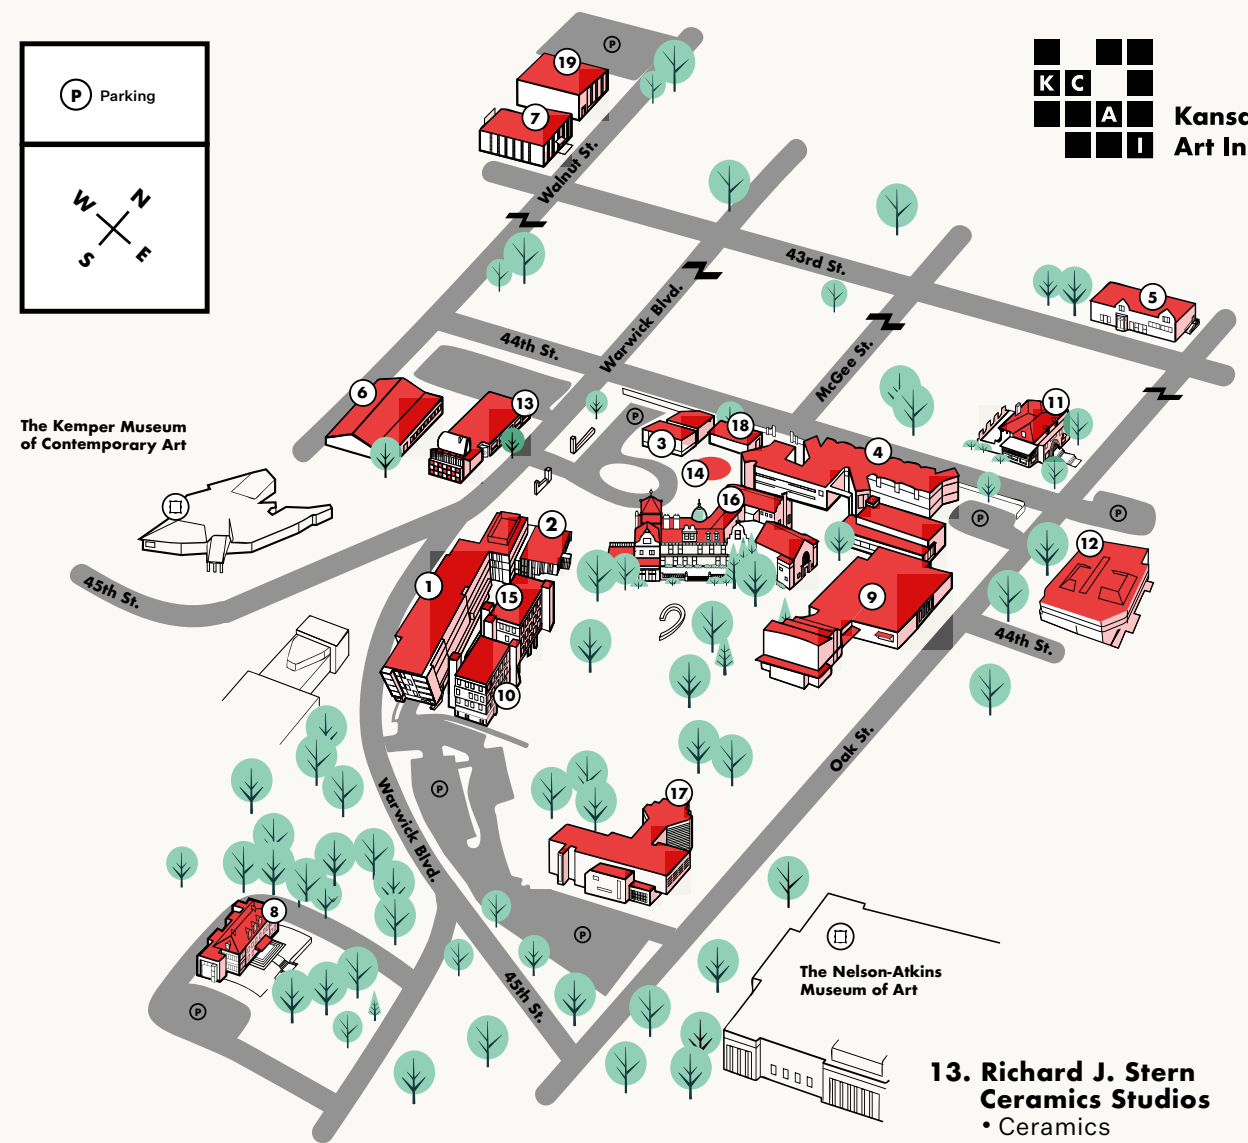 P Parking
W N
S E
K C
A
I
Kansa
Art In
19
7
Walnut St.
43rd St.
5
44th St.
Warwick Blvd.
McGee St.
6
13
11
The Kemper Museum
of Contemporary Art
P
3
18
4
14
16
P
P
12
45th St.
2
1
15
9
44th St.
10
Oak St.
P
17
Warwick Blvd.
8
P
P
45th St.
The Nelson-Atkins
Museum of Art
13. Richard J. Stern
Ceramics Studios
• Ceramics
P